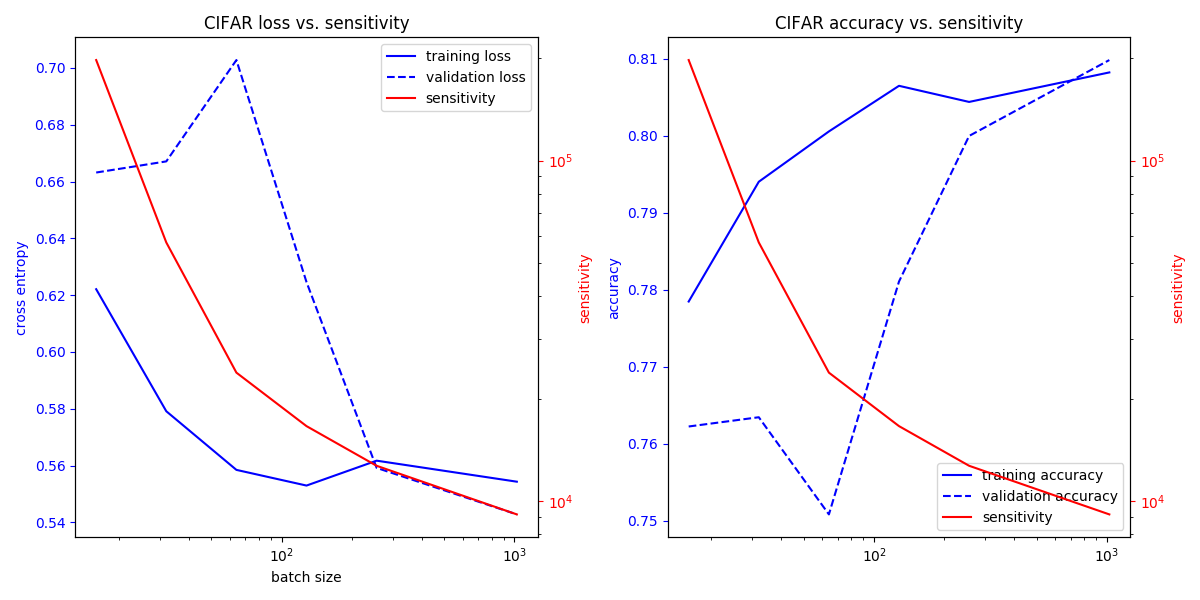 CIFAR loss vs. sensitivity
training loss
validation loss
sensitivity
0.70
0.68
0.66
0.64
0.62
0.60
0.58
0.56
0.54
cross entropy
10^5
10^4
sensitivity
10^2
10^3
batch size
CIFAR accuracy vs. sensitivity
0.81
0.80
0.79
0.78
0.77
0.76
0.75
accuracy
training accuracy
validation accuracy
sensitivity
10^5
10^4
sensitivity
10^2
10^3